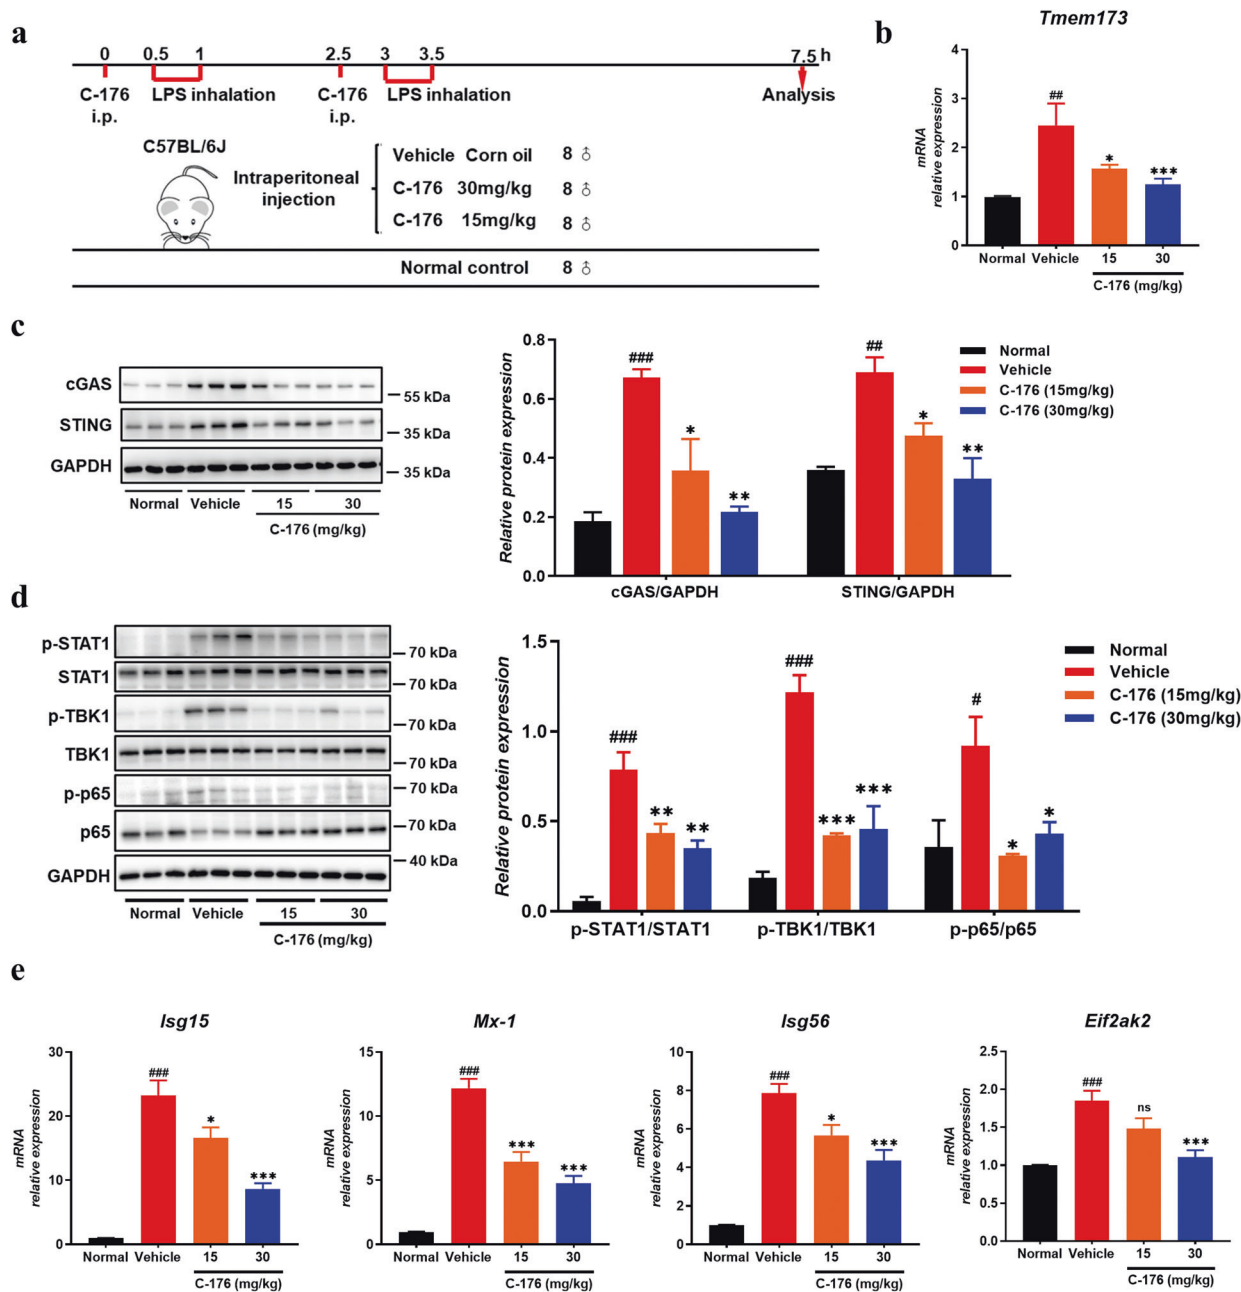 a
0 0.5 1 2.5 3 3.5 7.5 h
C-176 i.p.
LPS inhalation
C-176 i.p.
LPS inhalation
Analysis
C57BL/6J
Intraperitoneal
injection
Vehicle Corn oil 8 ♂
C-176 30mg/kg 8 ♂
C-176 15mg/kg 8 ♂
Normal control 8 ♂
b
Tmem173
mRNA
relative expression
4
3
2
1
0
## * ***
Normal Vehicle 15 30
C-176 (mg/kg)
c
cGAS
55 kDa
STING
35 kDa
GAPDH
35 kDa
Normal Vehicle 15 30
C-176 (mg/kg)
Relative protein expression
0.8
0.6
0.4
0.2
0.0
### * ** ## * **
cGAS/GAPDH STING/GAPDH
Normal
Vehicle
C-176 (15mg/kg)
C-176 (30mg/kg)
d
p-STAT1
70 kDa
STAT1
70 kDa
p-TBK1
70 kDa
TBK1
p-p65
70 kDa
p65
70 kDa
40 kDa
GAPDH
Normal Vehicle 15 30
C-176 (mg/kg)
Relative protein expression
1.5
1.0
0.5
0.0
### ** ** ### *** *** # * *
p-STAT1/STAT1 p-TBK1/TBK1 p-p65/p65
Normal
Vehicle
C-176 (15mg/kg)
C-176 (30mg/kg)
e
Isg15
mRNA
relative expression
30
20
10
0
### * ***
Normal Vehicle 15 30
C-176 (mg/kg)
Mx-1
mRNA
relative expression
15
10
5
0
### *** ***
Normal Vehicle 15 30
C-176 (mg/kg)
Isg56
mRNA
relative expression
10
8
6
4
2
0
### * ***
Normal Vehicle 15 30
C-176 (mg/kg)
Eif2ak2
mRNA
relative expression
2.5
2.0
1.5
1.0
0.5
0.0
### ns ***
Normal Vehicle 15 30
C-176 (mg/kg)